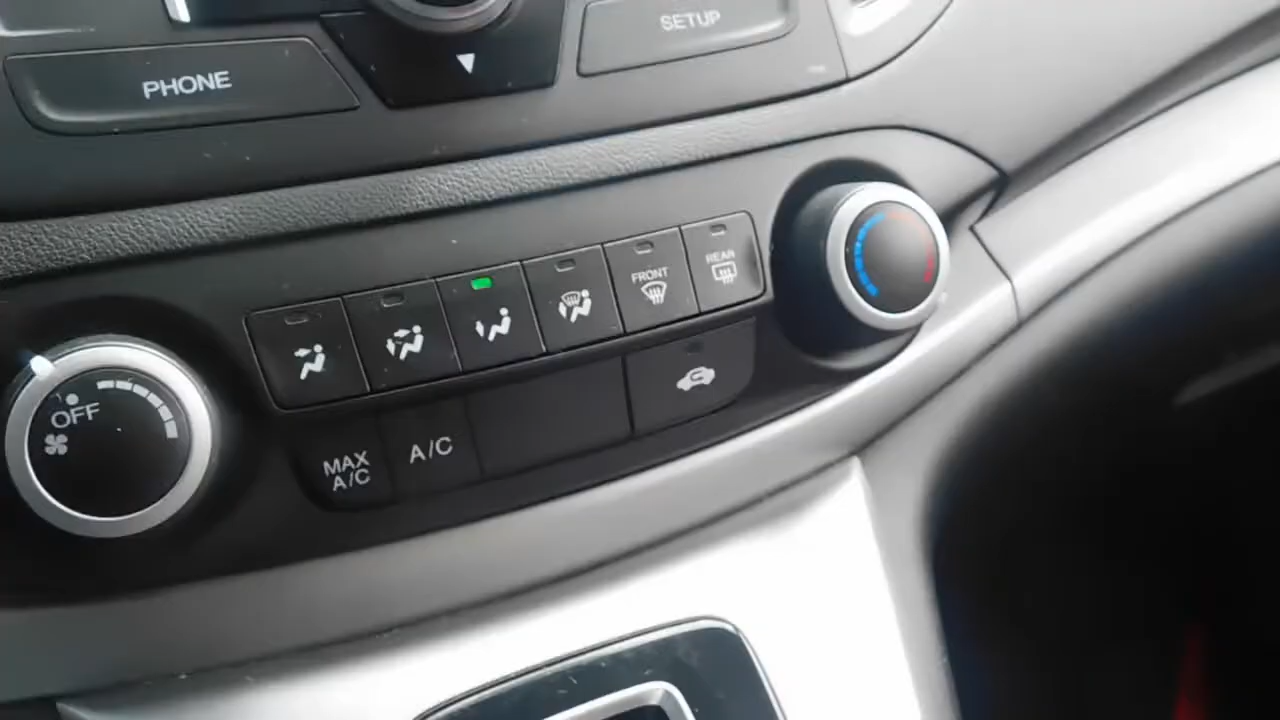 PHONE
SETUP
FRONT
REAR
OFF
MAX
A/C
A/C